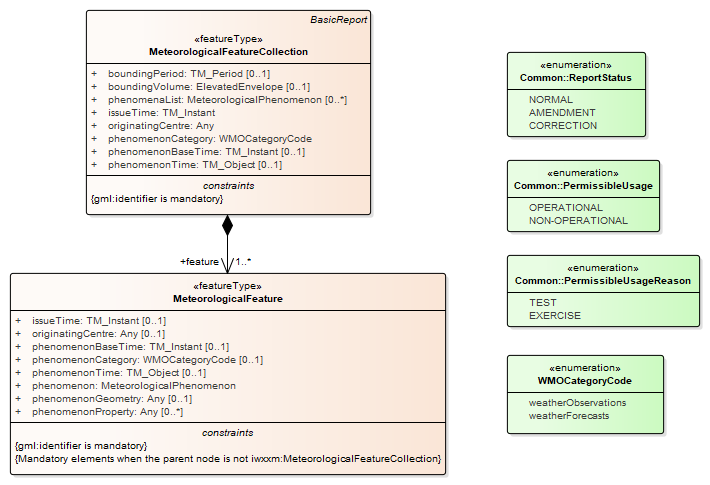 BasicReport
«featureType»
MeteorologicalFeatureCollection
+ boundingPeriod: TM_Period [0..1]
+ boundingVolume: ElevatedEnvelope [0..1]
+ phenomenaList: MeteorologicalPhenomenon [0..*]
+ issueTime: TM_Instant
+ originatingCentre: Any
+ phenomenonCategory: WMOCategoryCode
+ phenomenonBaseTime: TM_Instant [0..1]
+ phenomenonTime: TM_Object [0..1]
constraints
{gml:identifier is mandatory}
+feature
1..*
«featureType»
MeteorologicalFeature
+ issueTime: TM_Instant [0..1]
+ originatingCentre: Any [0..1]
+ phenomenonBaseTime: TM_Instant [0..1]
+ phenomenonCategory: WMOCategoryCode [0..1]
+ phenomenonTime: TM_Object [0..1]
+ phenomenon: MeteorologicalPhenomenon
+ phenomenonGeometry: Any [0..1]
+ phenomenonProperty: Any [0..*]
constraints
{gml:identifier is mandatory}
{Mandatory elements when the parent node is not iwxxm:MeteorologicalFeatureCollection}
«enumeration»
Common::ReportStatus
NORMAL
AMENDMENT
CORRECTION
«enumeration»
Common::PermissibleUsage
OPERATIONAL
NON-OPERATIONAL
«enumeration»
Common::PermissibleUsageReason
TEST
EXERCISE
«enumeration»
WMOCategoryCode
weatherObservations
weatherForecasts